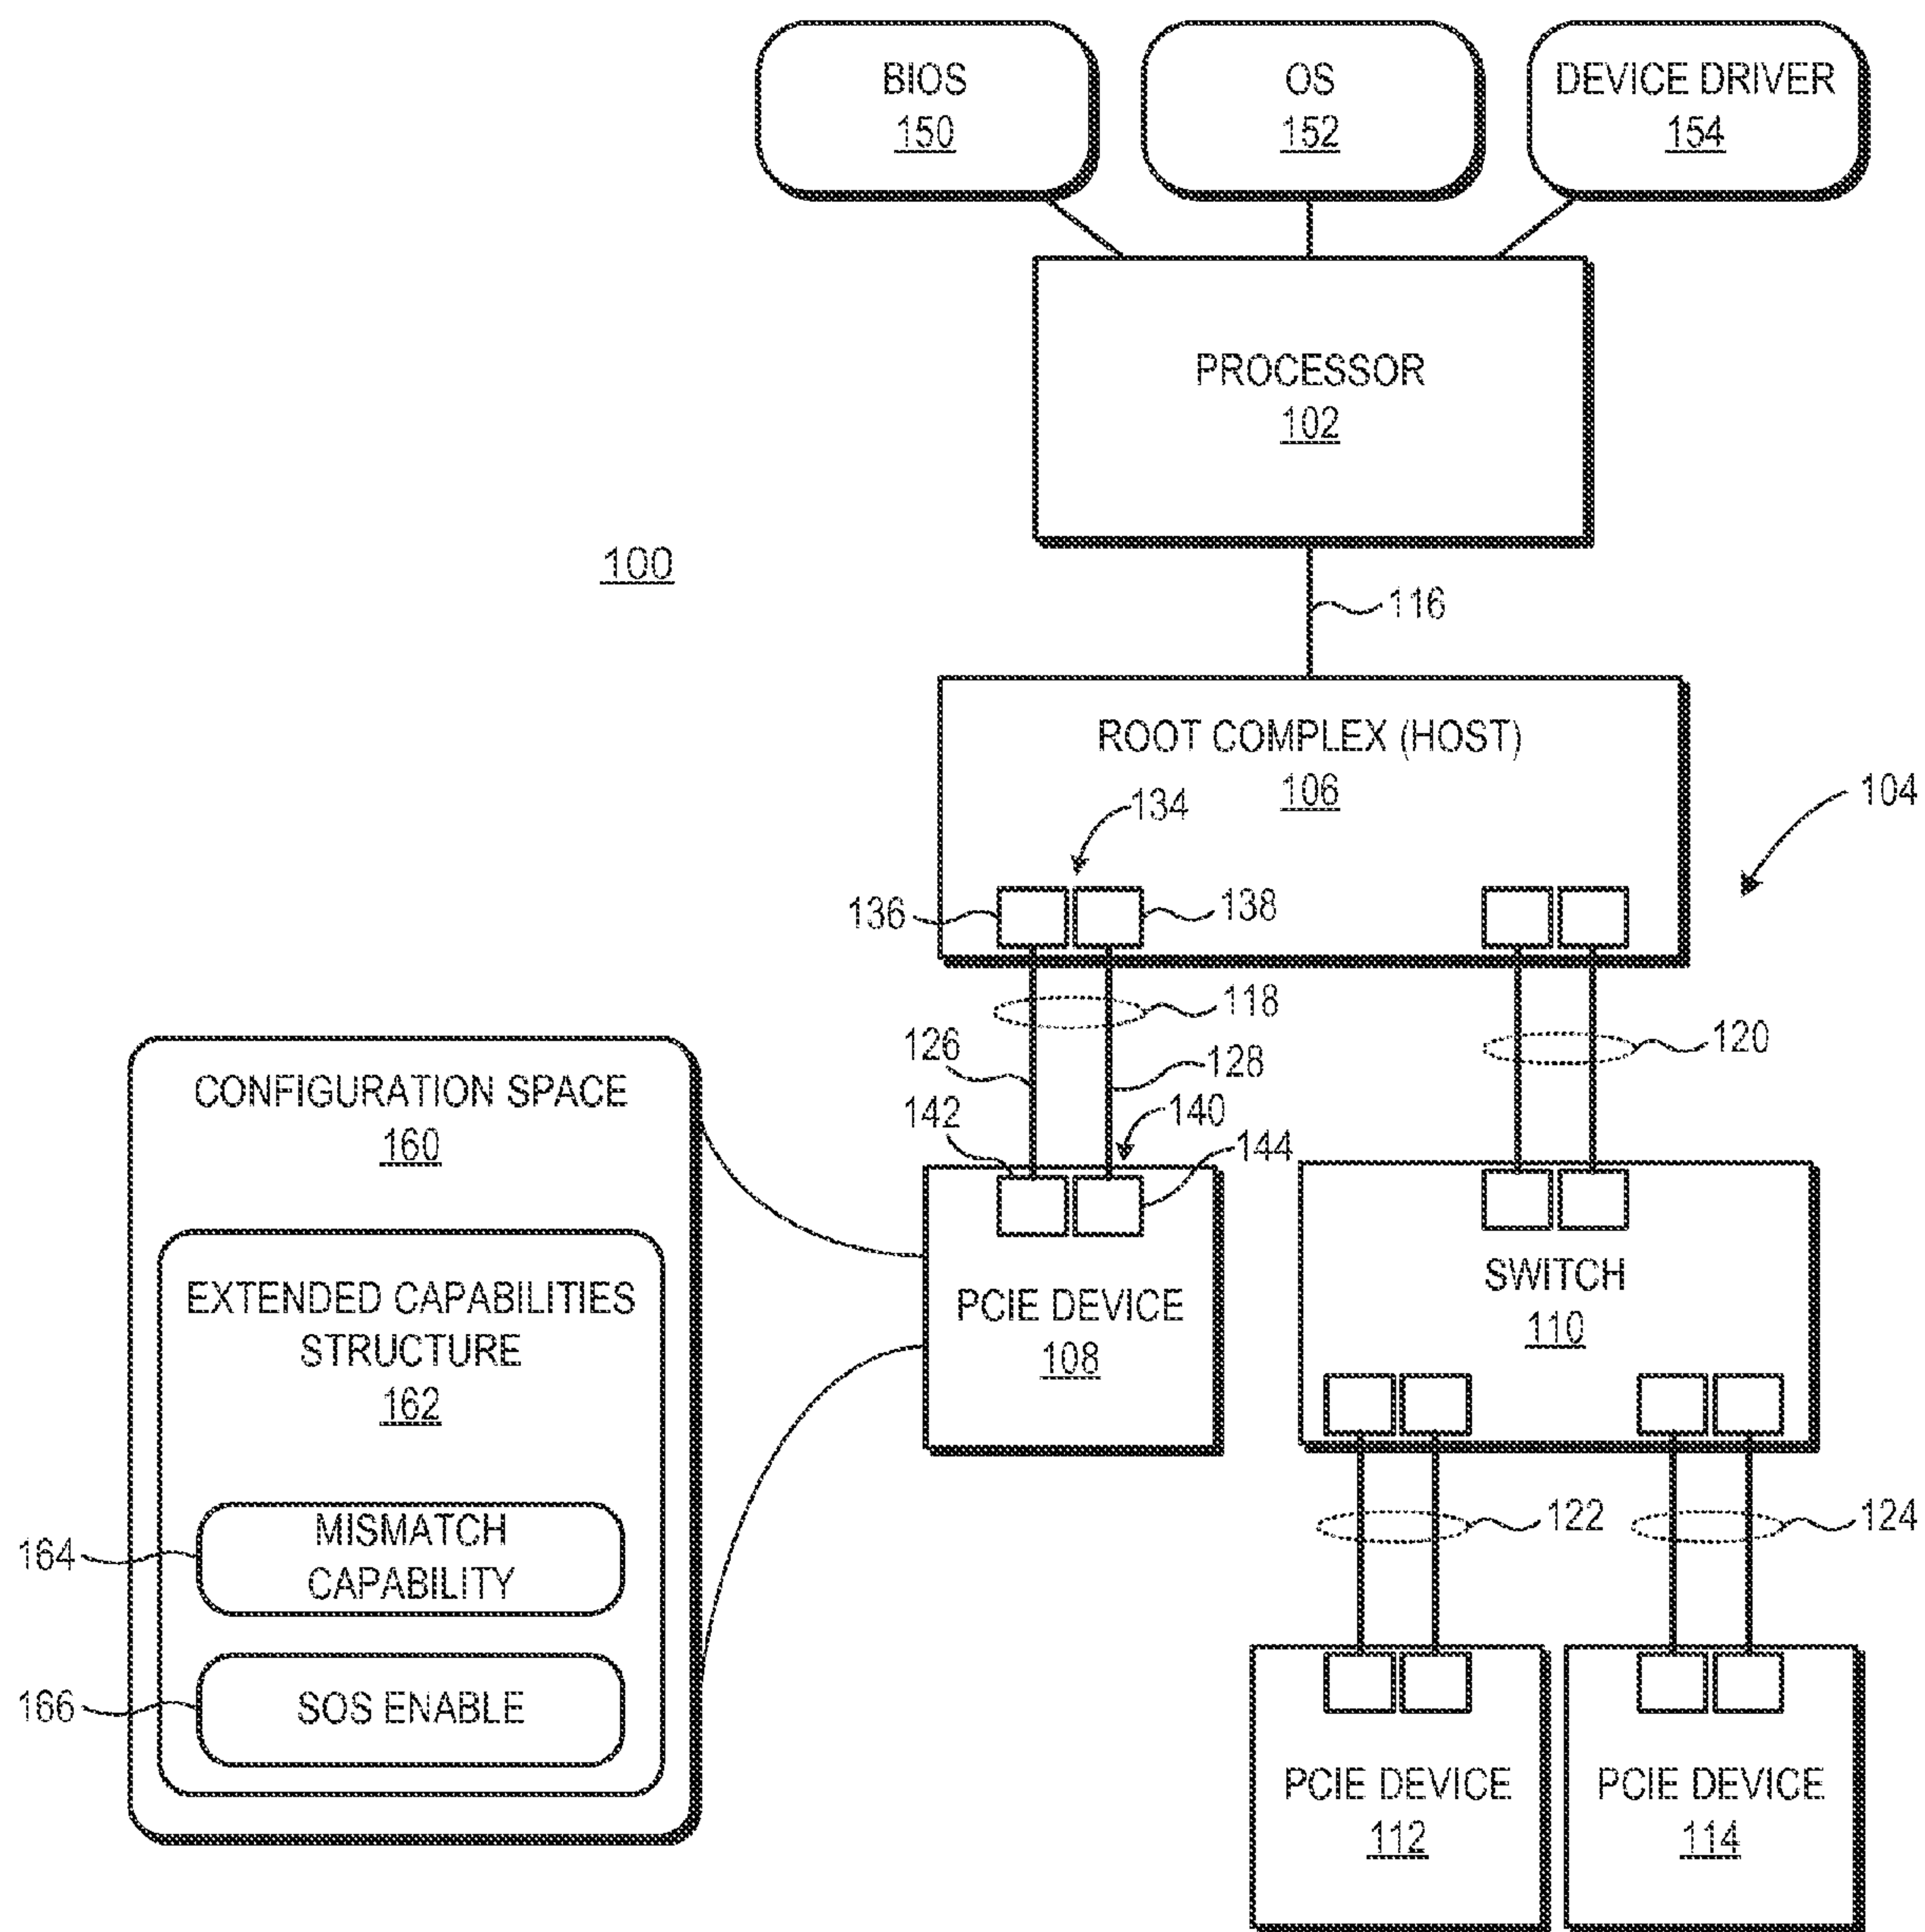 BIOS
150
OS
152
DEVICE DRIVER
154
PROCESSOR
102
100
116
ROOT COMPLEX (HOST)
106
134
104
136
138
118
126
128
120
142
140
144
CONFIGURATION SPACE
160
EXTENDED CAPABILITIES
STRUCTURE
162
PCIE DEVICE
108
SWITCH
110
164
MISMATCH
CAPABILITY
122
124
166
SOS ENABLE
PCIE DEVICE
112
PCIE DEVICE
114